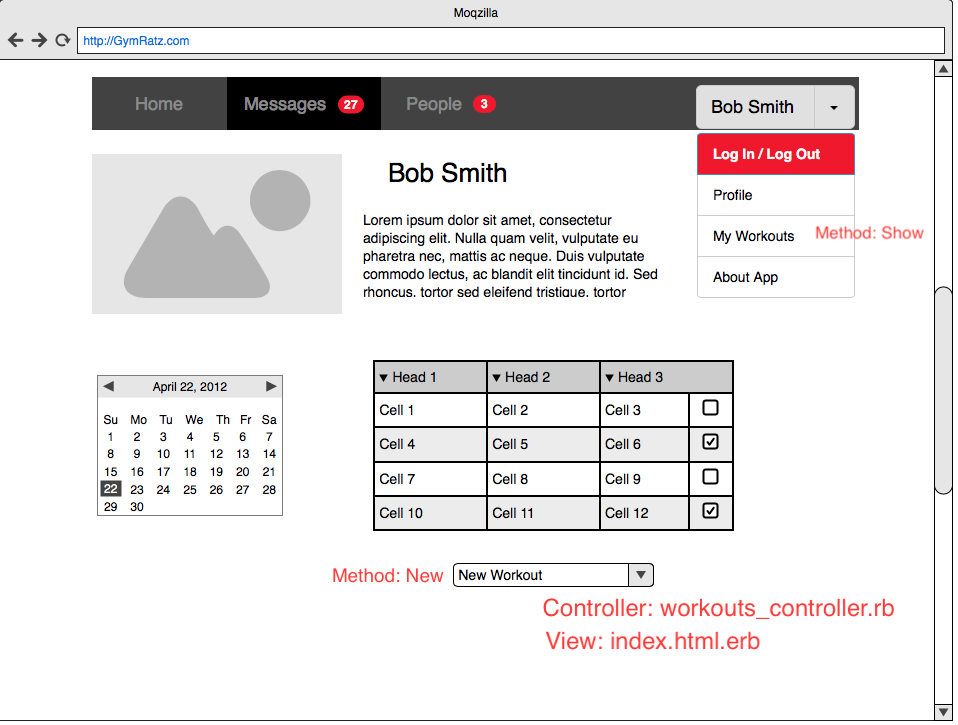 Moqzilla
http://GymRatz.com
Home Messages 27 People 3 Bob Smith
Log In / Log Out
Profile
My Workouts Method: Show
About App
Bob Smith
Lorem ipsum dolor sit amet, consectetur
adipiscing elit. Nulla quam velit, vulputate eu
pharetra nec, mattis ac neque. Duis vulputate
commodo lectus, ac blandit elit tincidunt id. Sed
rhoncus, tortor sed eleifend tristique, tortor
April 22, 2012
Su Mo Tu We Th Fr Sa
1 2 3 4 5 6 7
8 9 10 11 12 13 14
15 16 17 18 19 20 21
22 23 24 25 26 27 28
29 30
Head 1 Head 2 Head 3
Cell 1 Cell 2 Cell 3
Cell 4 Cell 5 Cell 6
Cell 7 Cell 8 Cell 9
Cell 10 Cell 11 Cell 12
Method: New New Workout
Controller: workouts_controller.rb
View: index.html.erb